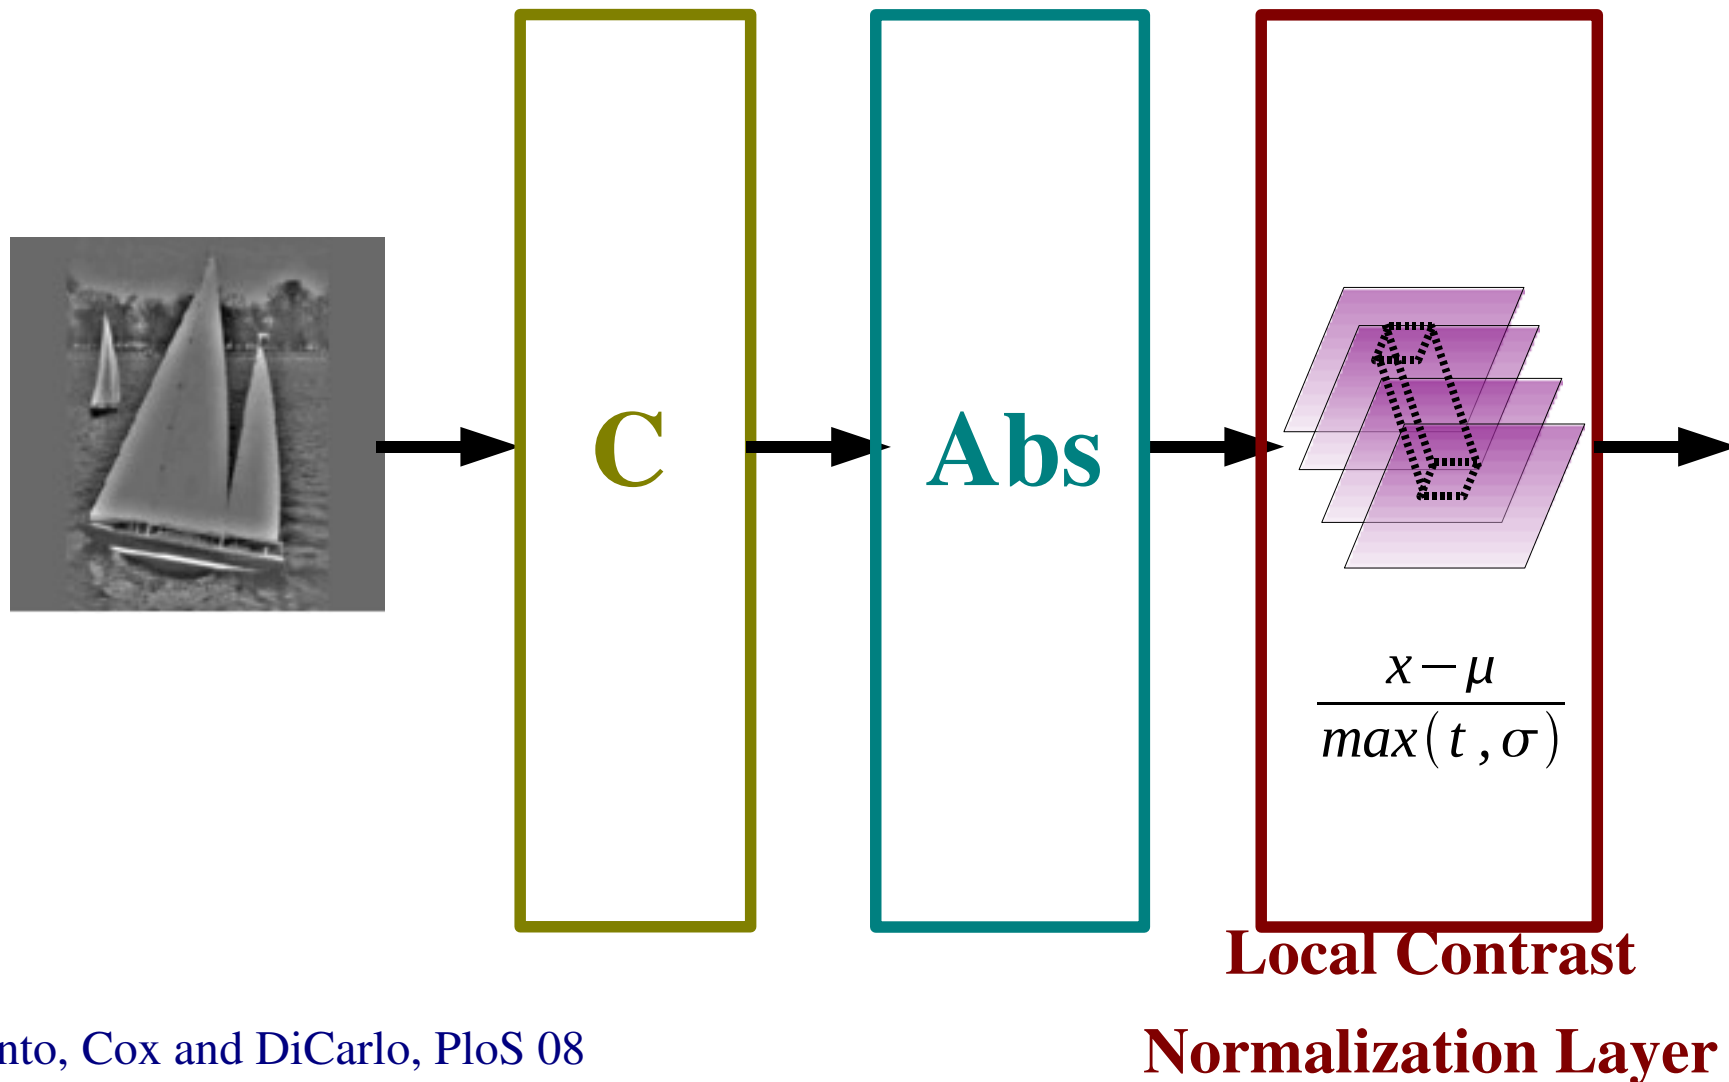 C
Abs
x − μ
max(t , σ)
Local Contrast
nto, Cox and DiCarlo, PloS 08
Normalization Layer